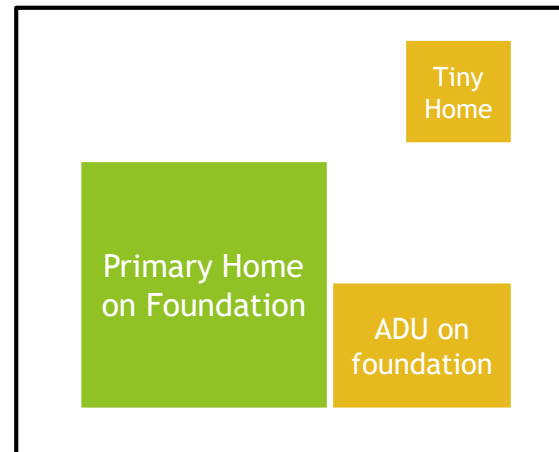 Tiny
Home
Primary Home
on Foundation
ADU on
foundation